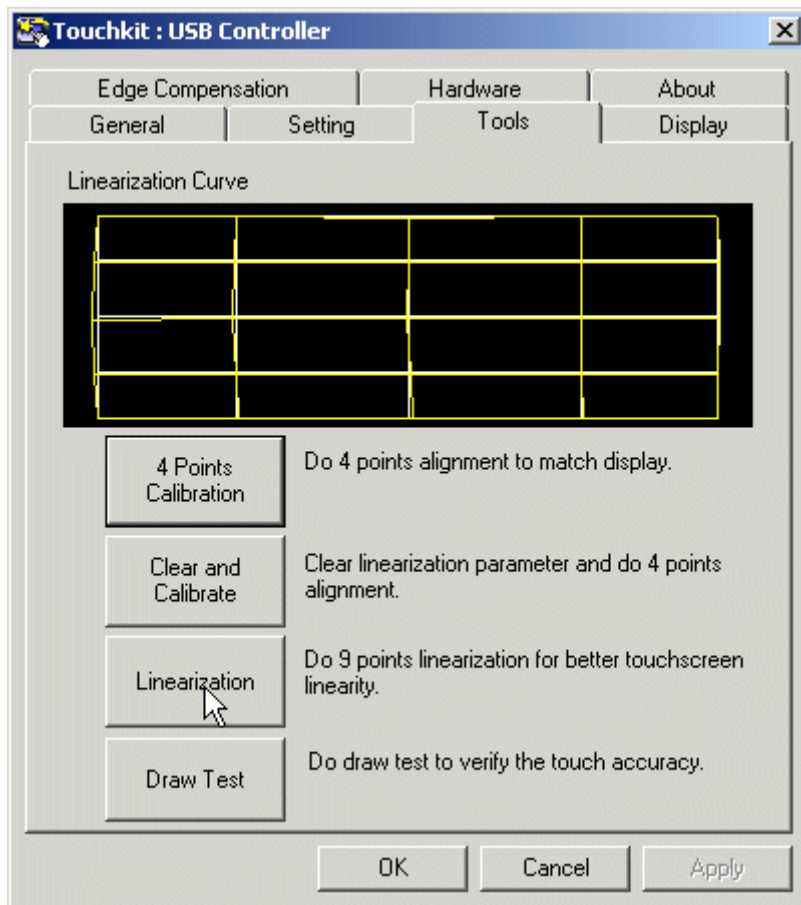 Touchkit : USB Controller
Edge Compensation
Hardware
About
General
Setting
Tools
Display
Linearization Curve
4 Points
Calibration
Do 4 points alignment to match display.
Clear and
Calibrate
Clear linearization parameter and do 4 points
alignment.
Linearization
Do 9 points linearization for better touchscreen
linearity.
Draw Test
Do draw test to verify the touch accuracy.
OK
Cancel
Apply